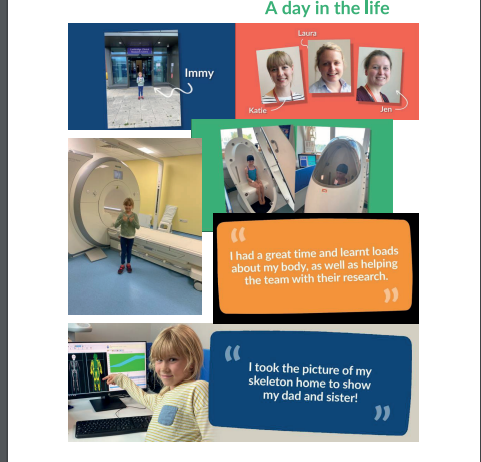 A day in the life
Immy
Laura
Katie
Jen
“
I had a great time and learnt loads
about my body, as well as helping
the team with their research.
”
“
I took the picture of my
skeleton home to show
my dad and sister!
”